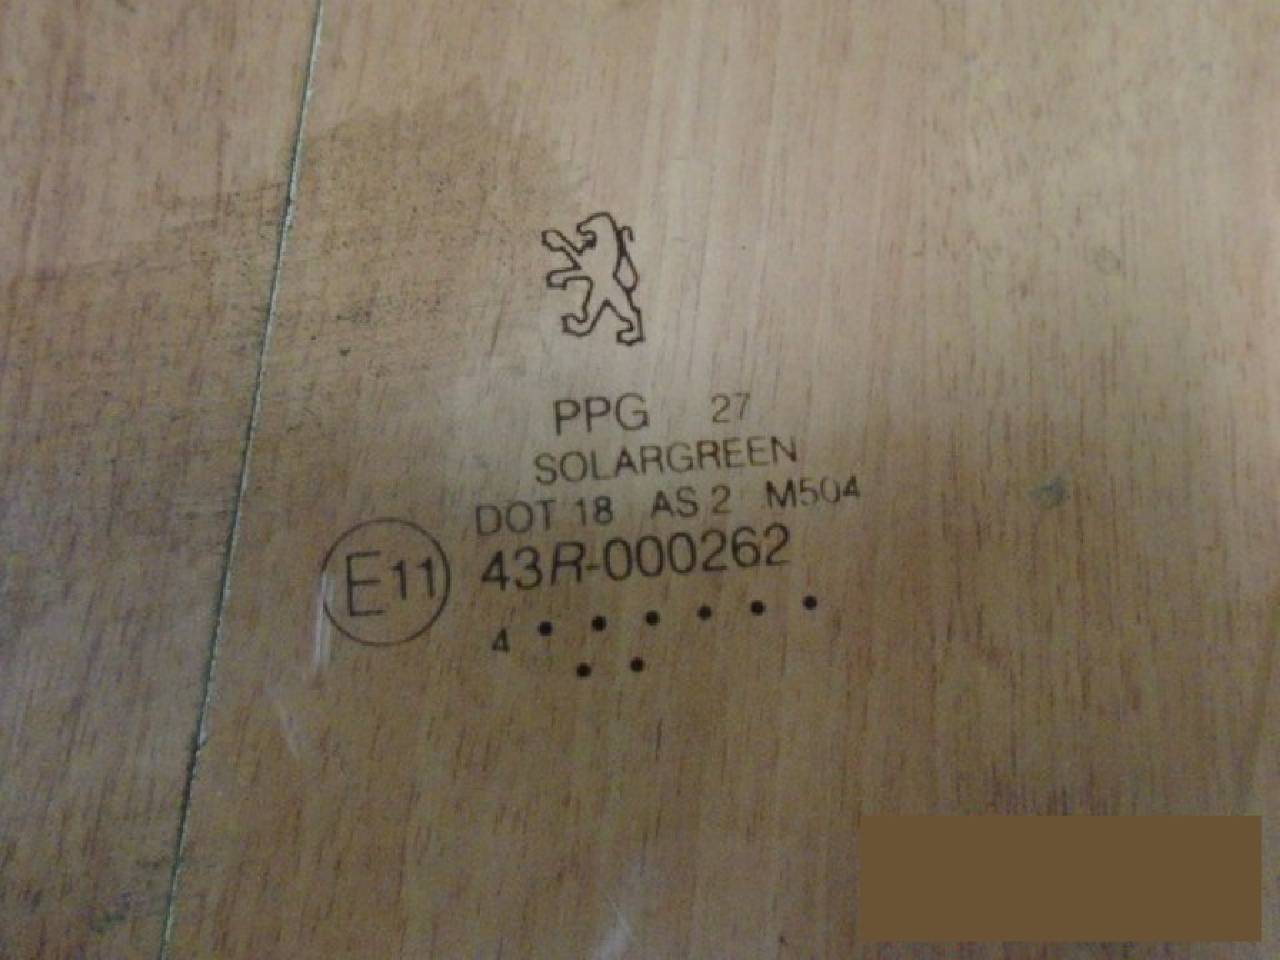 PPG 27
SOLARGREEN
DOT 18 AS 2 M504
E11 43R-000262
4 • • • • • •
• •